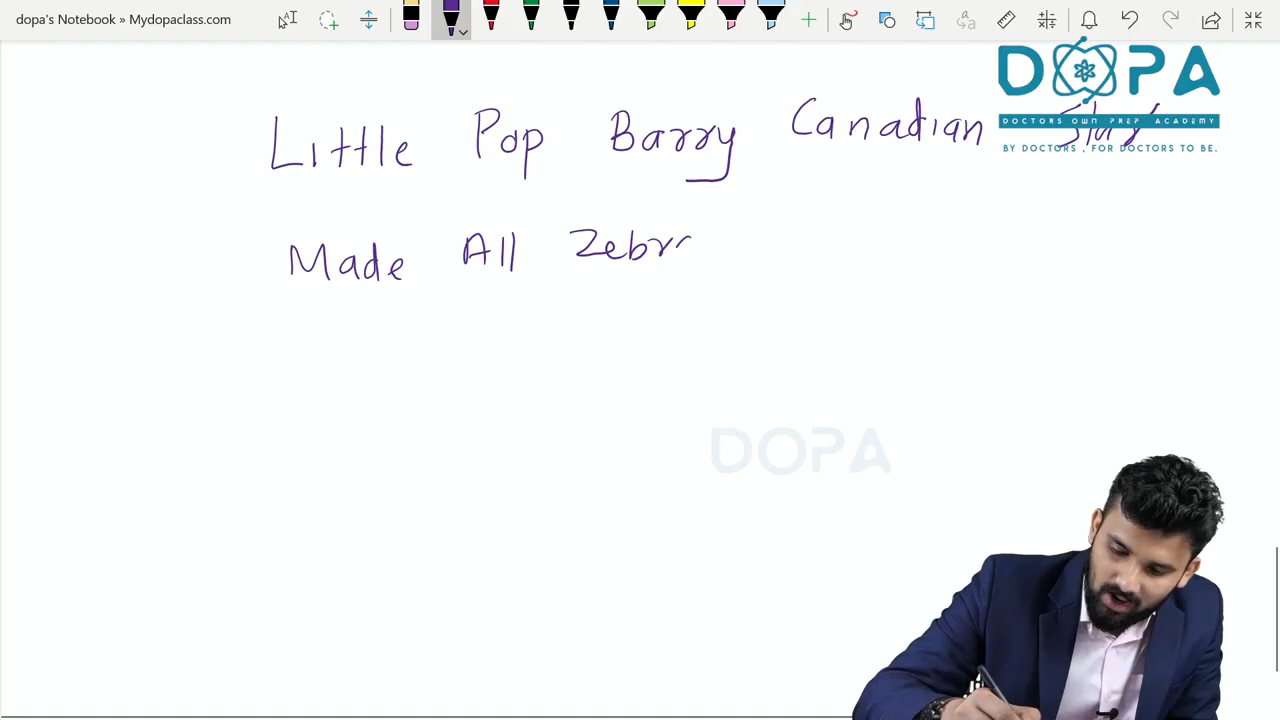 dopa's Notebook » Mydopaclass.com
DOPA
DOCTORS OWN PREP ACADEMY
BY DOCTORS , FOR DOCTORS TO BE.
Little Pop Barry Canadian
Made All Zebra
DOPA